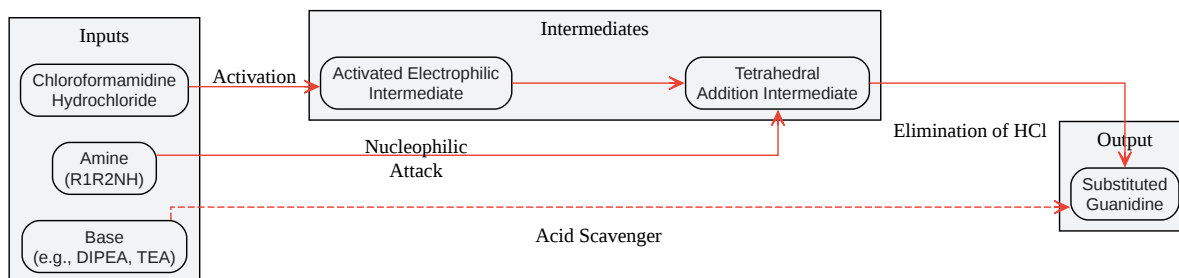 Inputs
Chloroformamidine
Hydrochloride
Activation
Amine
(R1R2NH)
Base
(e.g., DIPEA, TEA)
Intermediates
Activated Electrophilic
Intermediate
Tetrahedral
Addition Intermediate
Nucleophilic
Attack
Elimination of HCl
Acid Scavenger
Output
Substituted
Guanidine